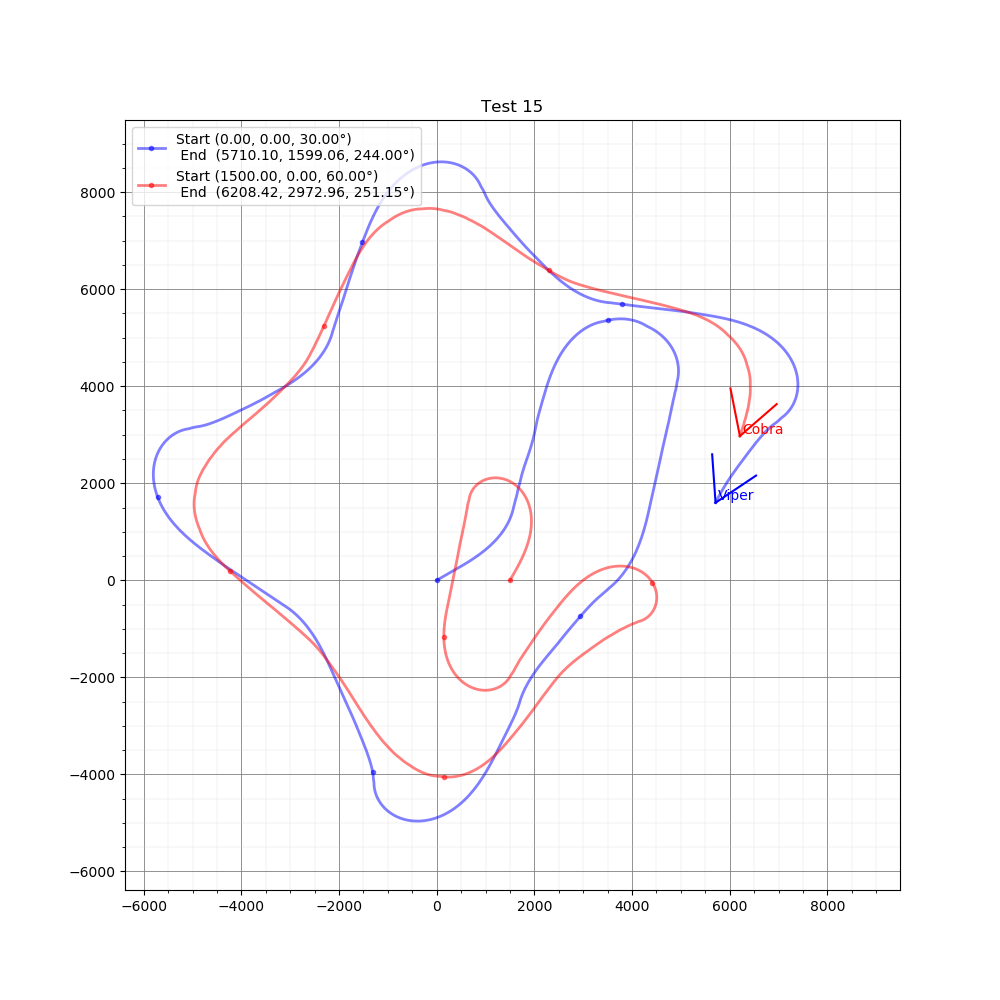 Test 15
Start (0.00, 0.00, 30.00°)
End (5710.10, 1599.06, 244.00°)
Start (1500.00, 0.00, 60.00°)
End (6208.42, 2972.96, 251.15°)
8000
6000
4000
2000
0
−2000
−4000
−6000
Cobra
Viper
−6000 −4000 −2000 0 2000 4000 6000 8000